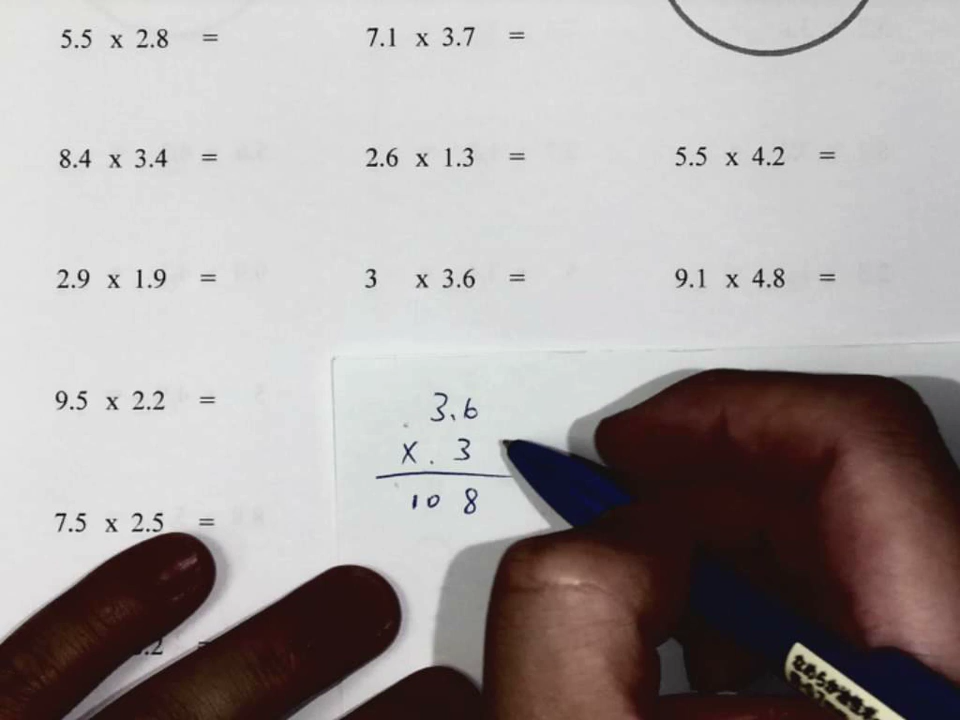 5.5 x 2.8 =
7.1 x 3.7 =
8.4 x 3.4 =
2.6 x 1.3 =
5.5 x 4.2 =
2.9 x 1.9 =
3 x 3.6 =
9.1 x 4.8 =
9.5 x 2.2 =
3.6
x . 3
10 8
7.5 x 2.5 =
.2 =